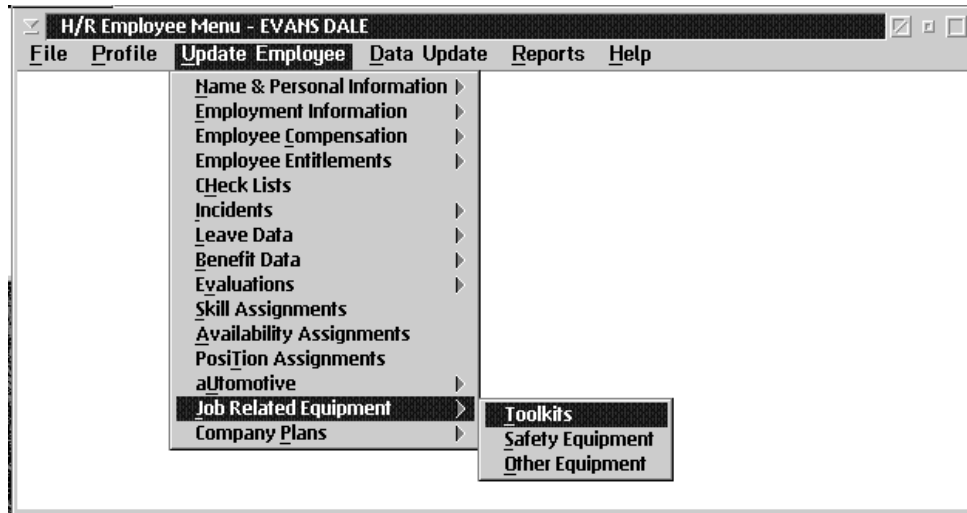 H/R Employee Menu - EVANS DALE
File Profile Update Employee Data Update Reports Help
Name & Personal Information
Employment Information
Employee Compensation
Employee Entitlements
CHeck Lists
Incidents
Leave Data
Benefit Data
Evaluations
Skill Assignments
Availability Assignments
PosiTion Assignments
aUtomotive
Job Related Equipment
Company Plans
Toolkits
Safety Equipment
Other Equipment